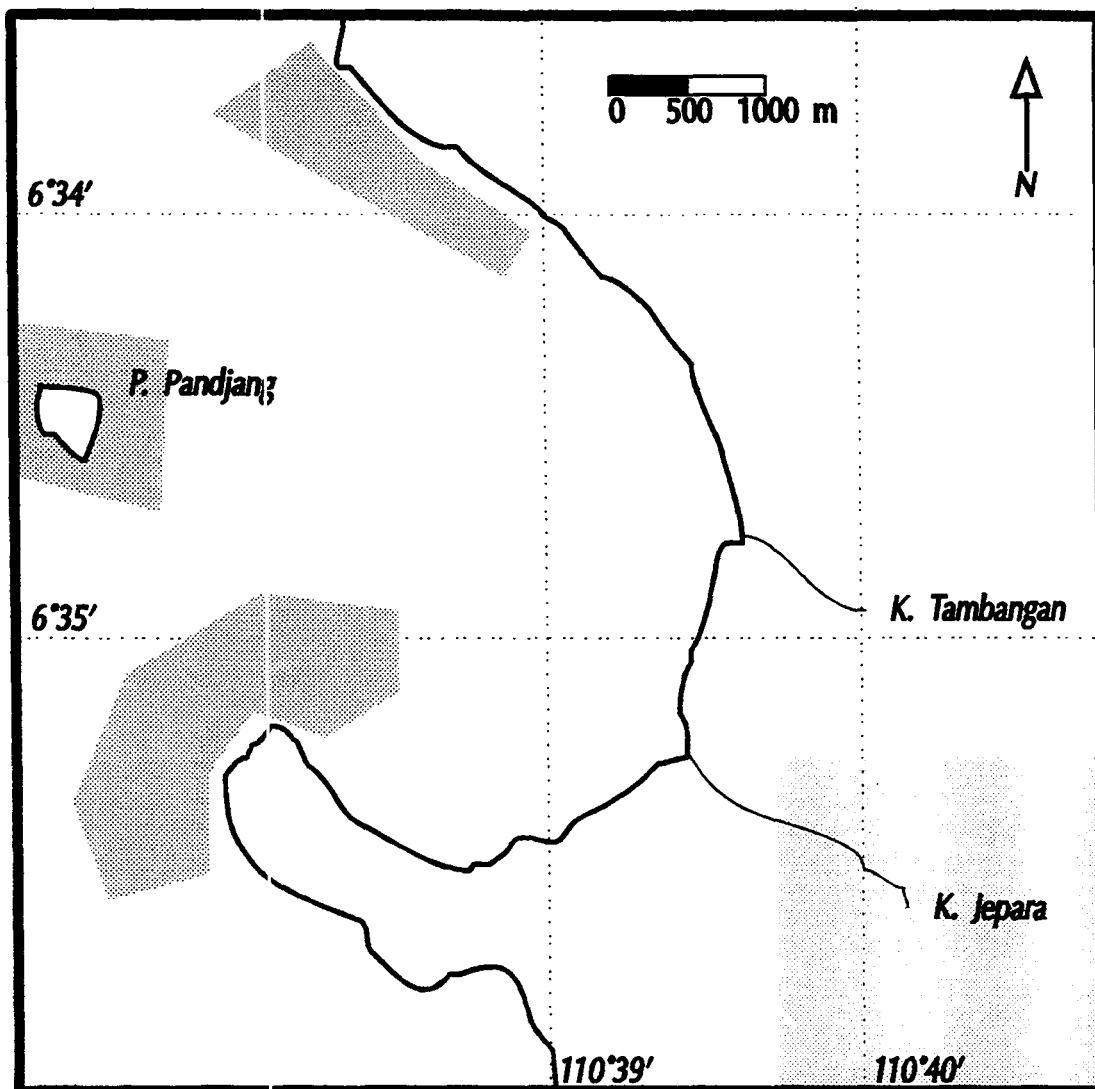 0 500 1000 m
N
6°34'
P. Pandjang
6°35'
K. Tambangan
K. Jepara
110°39'
110°40'